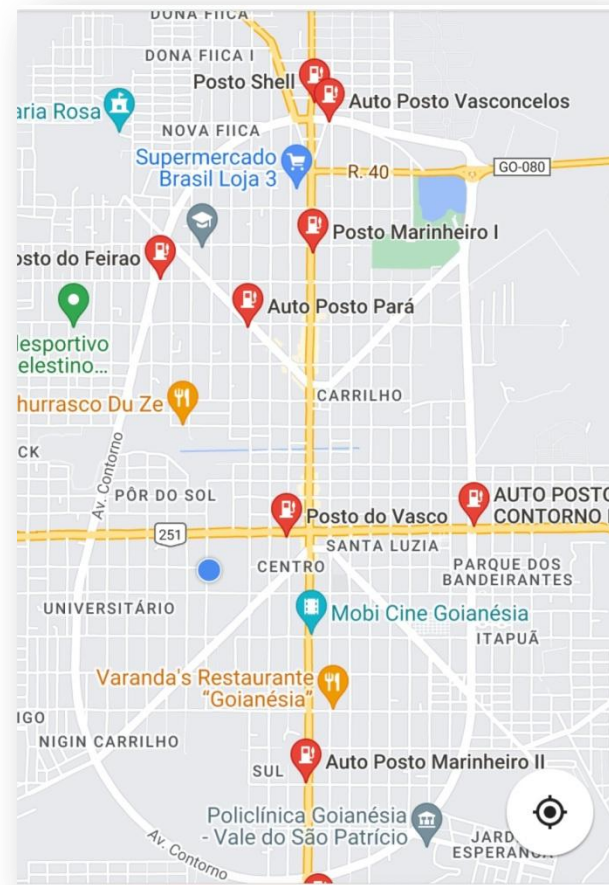 DONA FIICA
DONA FIICA I
Posto Shell
Auto Posto Vasconcelos
aria Rosa
NOVA FIICA
Supermercado
Brasil Loja 3
R. 40
GO-080
Posto Marinheiro I
osto do Feirao
Auto Posto Pará
esportivo
elestino...
CARRILHO
hurrasco Du Ze
CK
Av. Contorno
PÔR DO SOL
AUTO POSTO
CONTORNO
Posto do Vasco
251
SANTA LUZIA
CENTRO
PARQUE DOS
BANDEIRANTES
UNIVERSITÁRIO
Mobi Cine Goianésia
ITAPUÃ
Varanda's Restaurante
“Goianésia”
IGO
NIGIN CARRILHO
SUL
Auto Posto Marinheiro II
Policlínica Goianésia
- Vale do São Patrício
JARD
ESPERANÇA
Av. Contorno